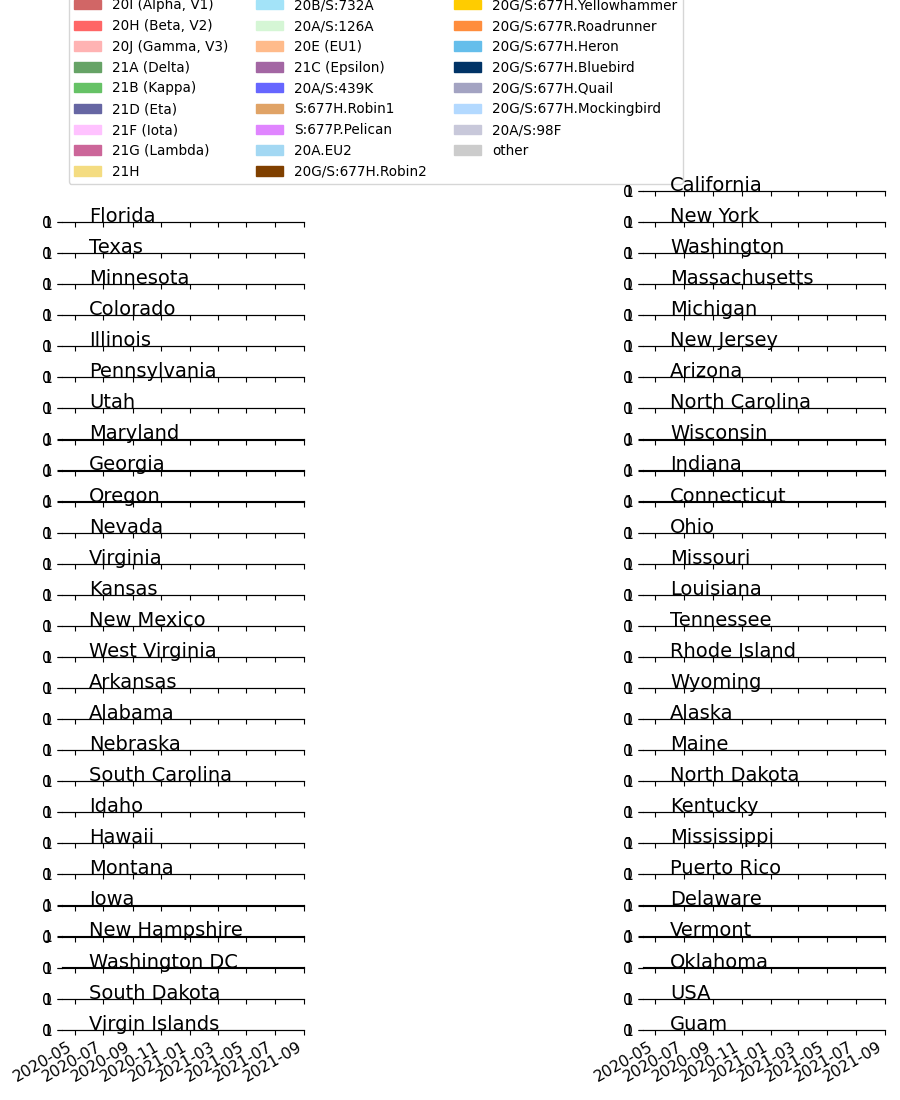 20I (Alpha, V1)
20H (Beta, V2)
20J (Gamma, V3)
21A (Delta)
21B (Kappa)
21D (Eta)
21F (Iota)
21G (Lambda)
21H
20B/S:732A
20A/S:126A
20E (EU1)
21C (Epsilon)
20A/S:439K
S:677H.Robin1
S:677P.Pelican
20A.EU2
20G/S:677H.Robin2
20G/S:677H.Yellowhammer
20G/S:677R.Roadrunner
20G/S:677H.Heron
20G/S:677H.Bluebird
20G/S:677H.Quail
20G/S:677H.Mockingbird
20A/S:98F
other
California
Florida
New York
Texas
Washington
Minnesota
Massachusetts
Colorado
Michigan
Illinois
New Jersey
Pennsylvania
Arizona
Utah
North Carolina
Maryland
Wisconsin
Georgia
Indiana
Oregon
Connecticut
Nevada
Ohio
Virginia
Missouri
Kansas
Louisiana
New Mexico
Tennessee
West Virginia
Rhode Island
Arkansas
Wyoming
Alabama
Alaska
Nebraska
Maine
South Carolina
North Dakota
Idaho
Kentucky
Hawaii
Mississippi
Montana
Puerto Rico
Iowa
Delaware
New Hampshire
Vermont
Washington DC
Oklahoma
South Dakota
USA
Virgin Islands
Guam
2020-05
2020-07
2020-09
2020-11
2021-01
2021-03
2021-05
2021-07
2021-09
2020-05
2020-07
2020-09
2020-11
2021-01
2021-03
2021-05
2021-07
2021-09